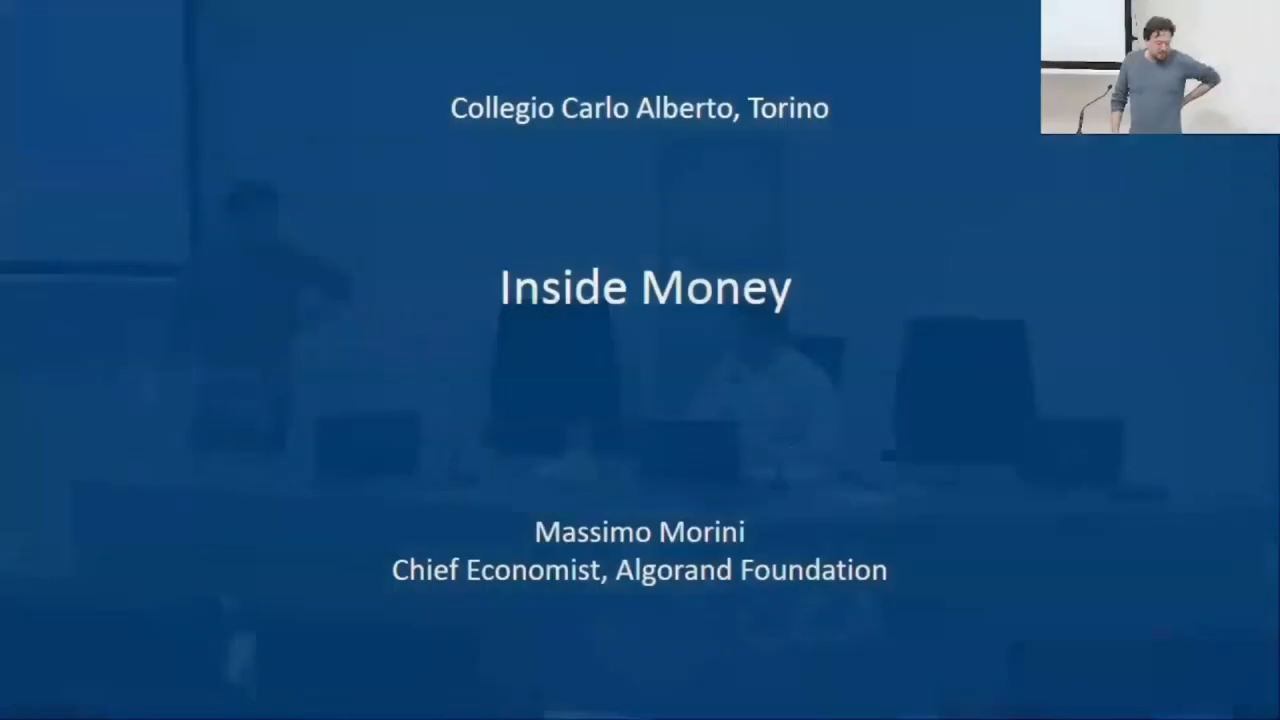 Collegio Carlo Alberto, Torino
Inside Money
Massimo Morini
Chief Economist, Algorand Foundation